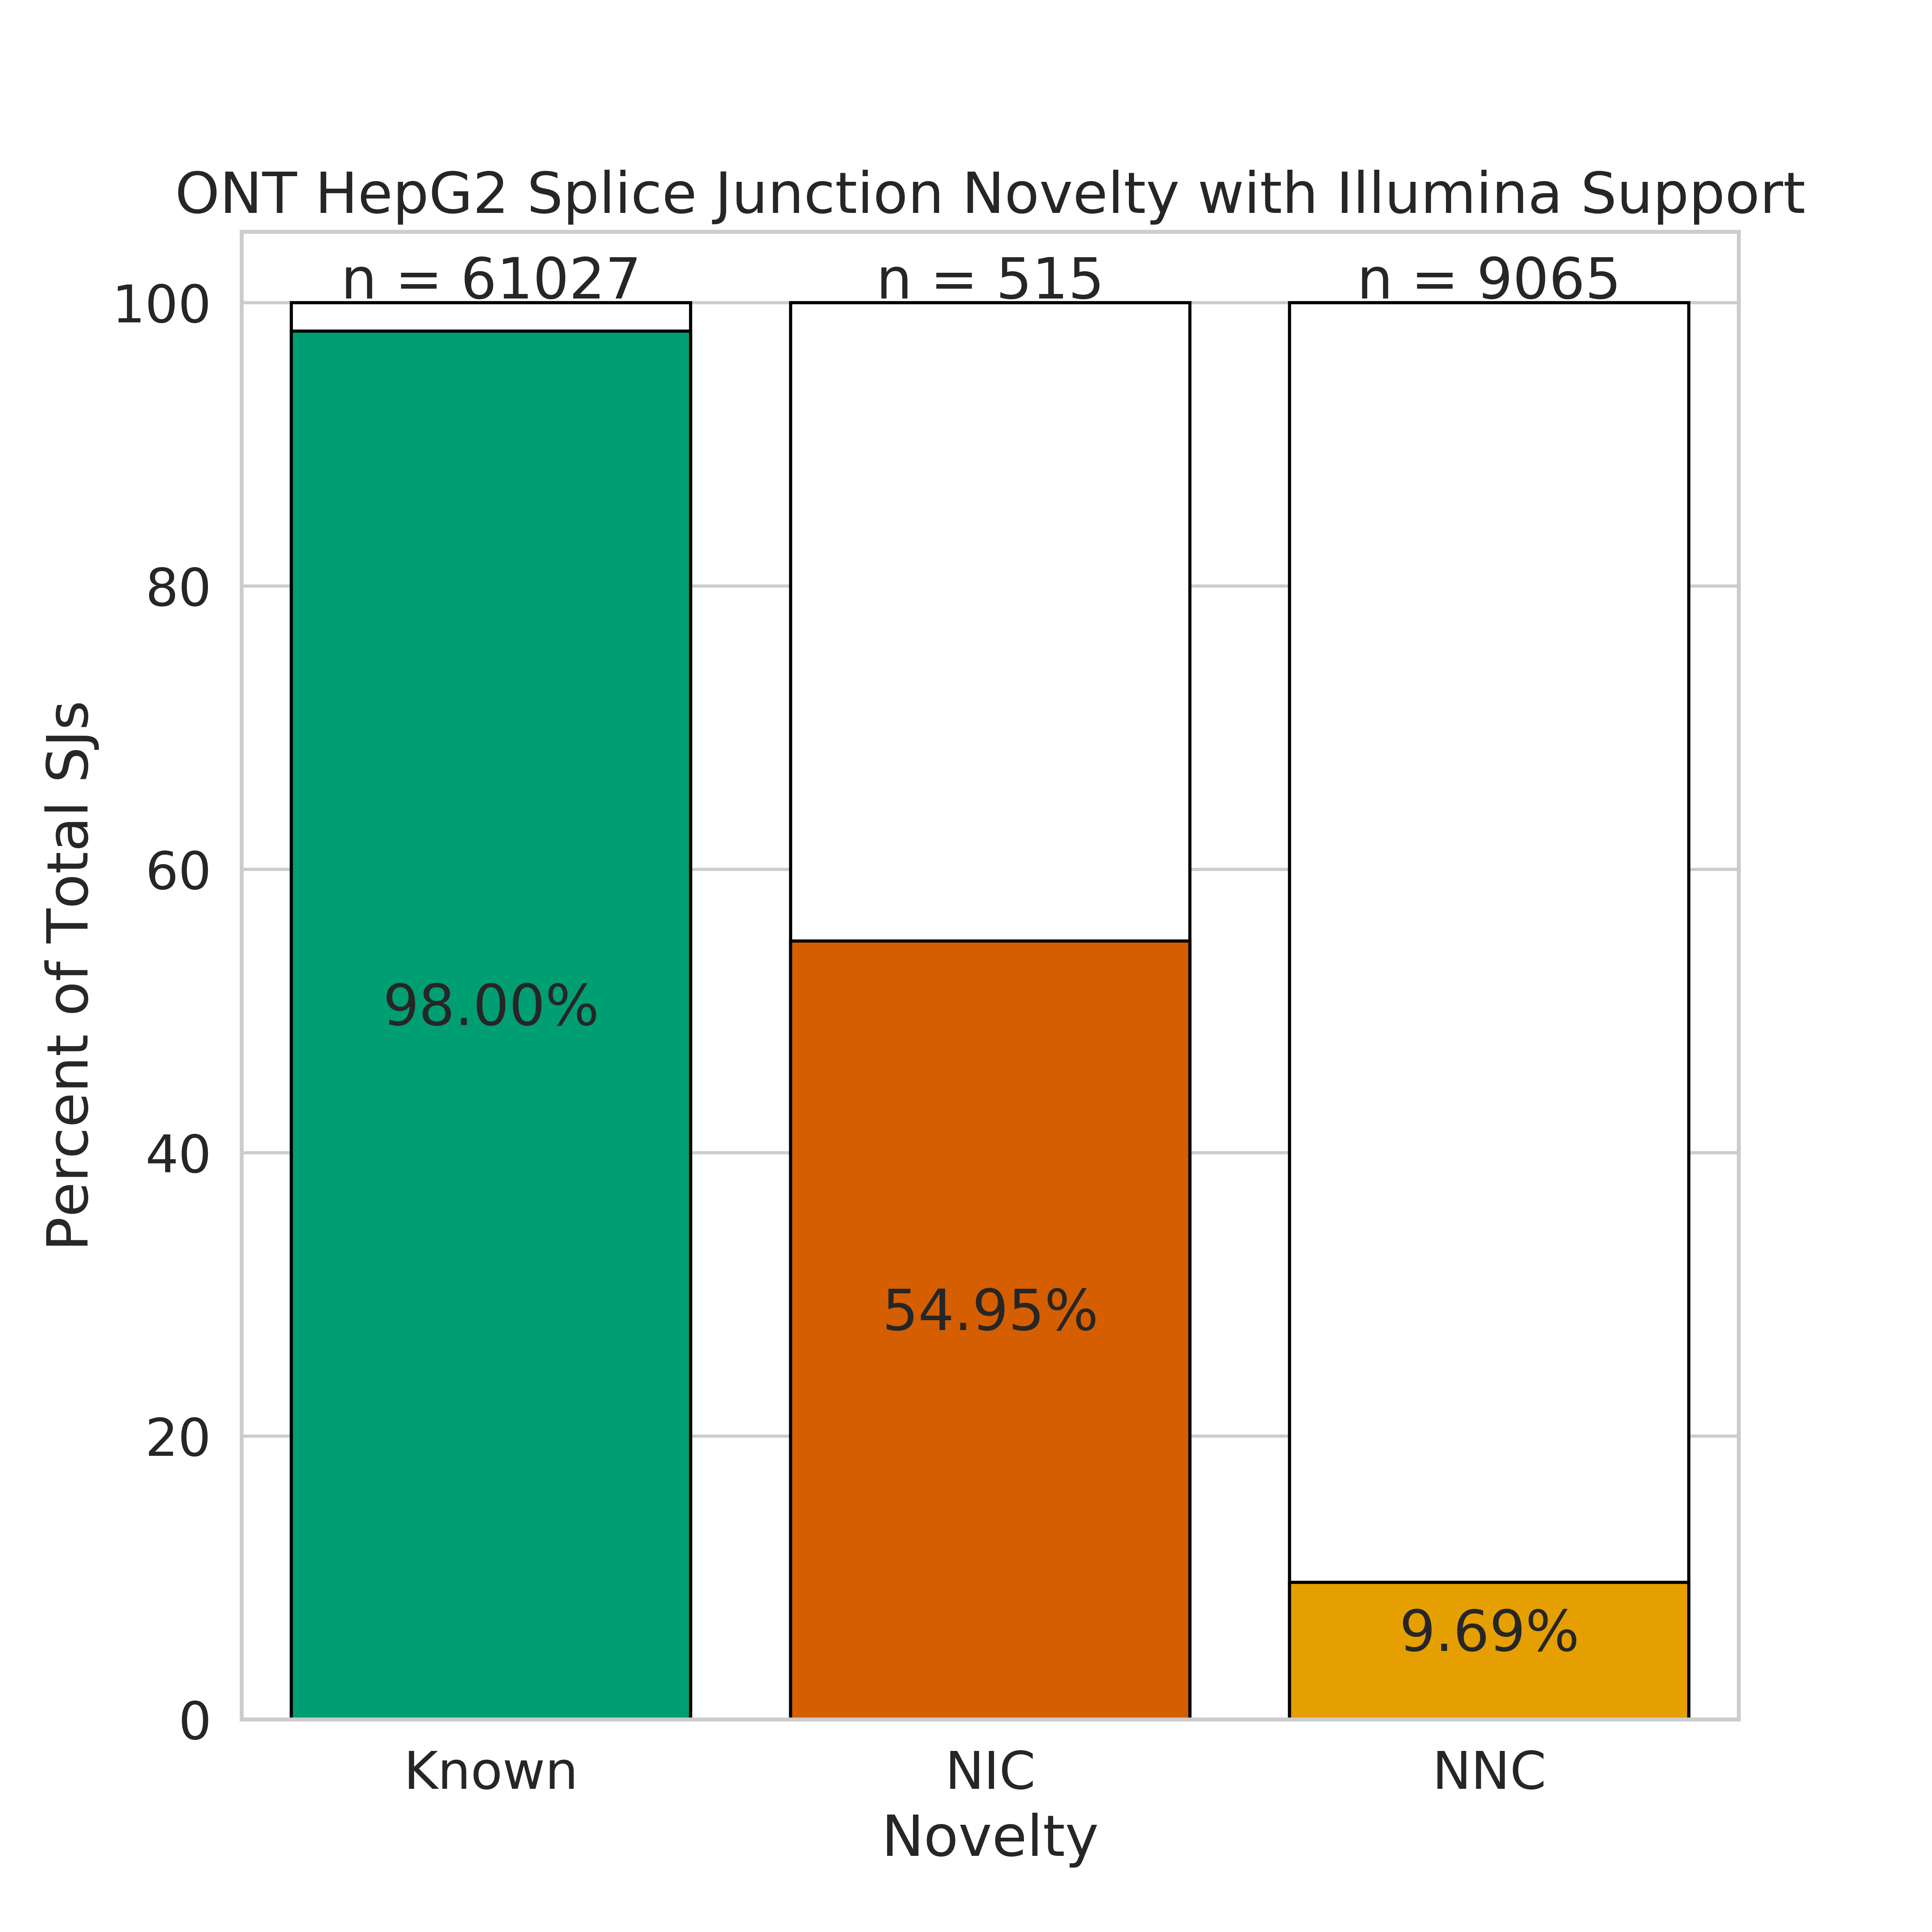 ONT HepG2 Splice Junction Novelty with Illumina Support
n = 61027
n = 515
n = 9065
100
80
60
40
20
0
Percent of Total SJs
98.00%
54.95%
9.69%
Known
NIC
NNC
Novelty